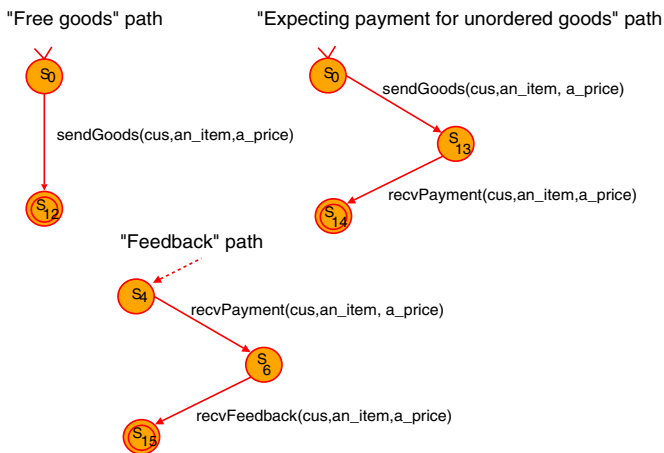 "Free goods" path
"Expecting payment for unordered goods" path
S0
S0
sendGoods(cus,an_item, a_price)
sendGoods(cus,an_item,a_price)
S13
recvPayment(cus,an_item,a_price)
S12
S14
"Feedback" path
S4
recvPayment(cus,an_item, a_price)
S6
recvFeedback(cus,an_item,a_price)
S15